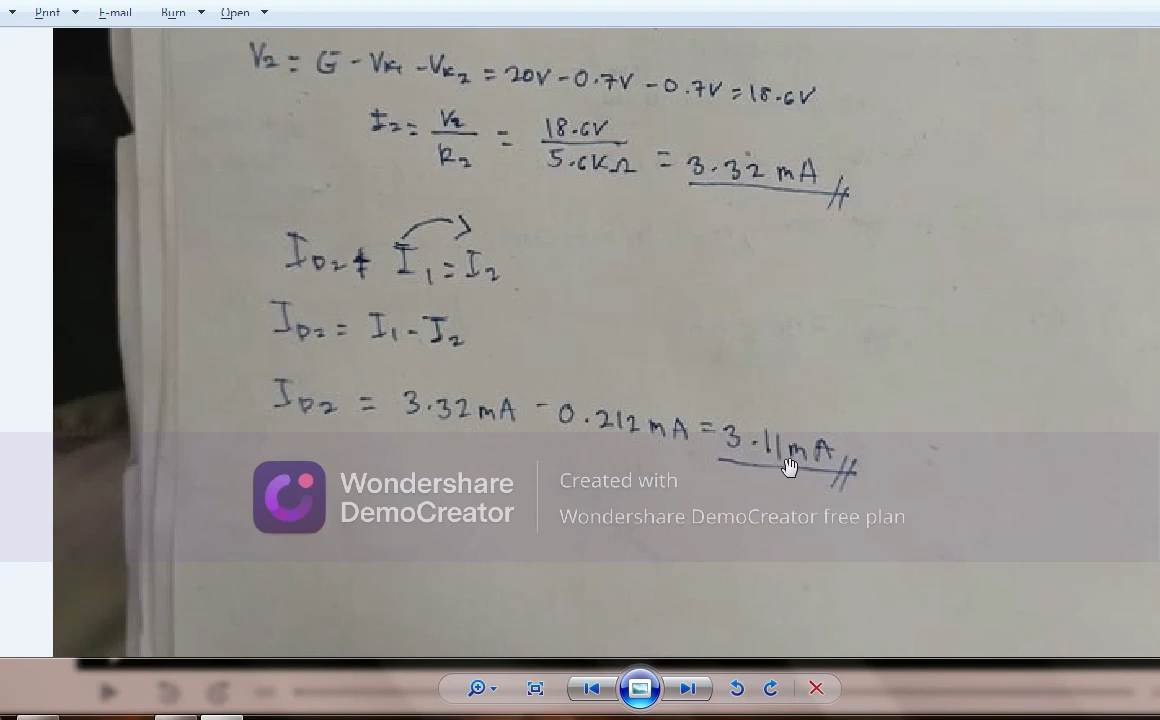 Print E-mail Burn Open
V2 = E - VK1 - VK2 = 20V - 0.7V - 0.7V = 18.6V
I2 = V2 / R2 = 18.6V / 5.6KΩ = 3.32 mA
ID2 + I1 = I2
ID2 = I1 - I2
ID2 = 3.32mA - 0.212mA = 3.11mA
Wondershare
DemoCreator
Created with
Wondershare DemoCreator free plan